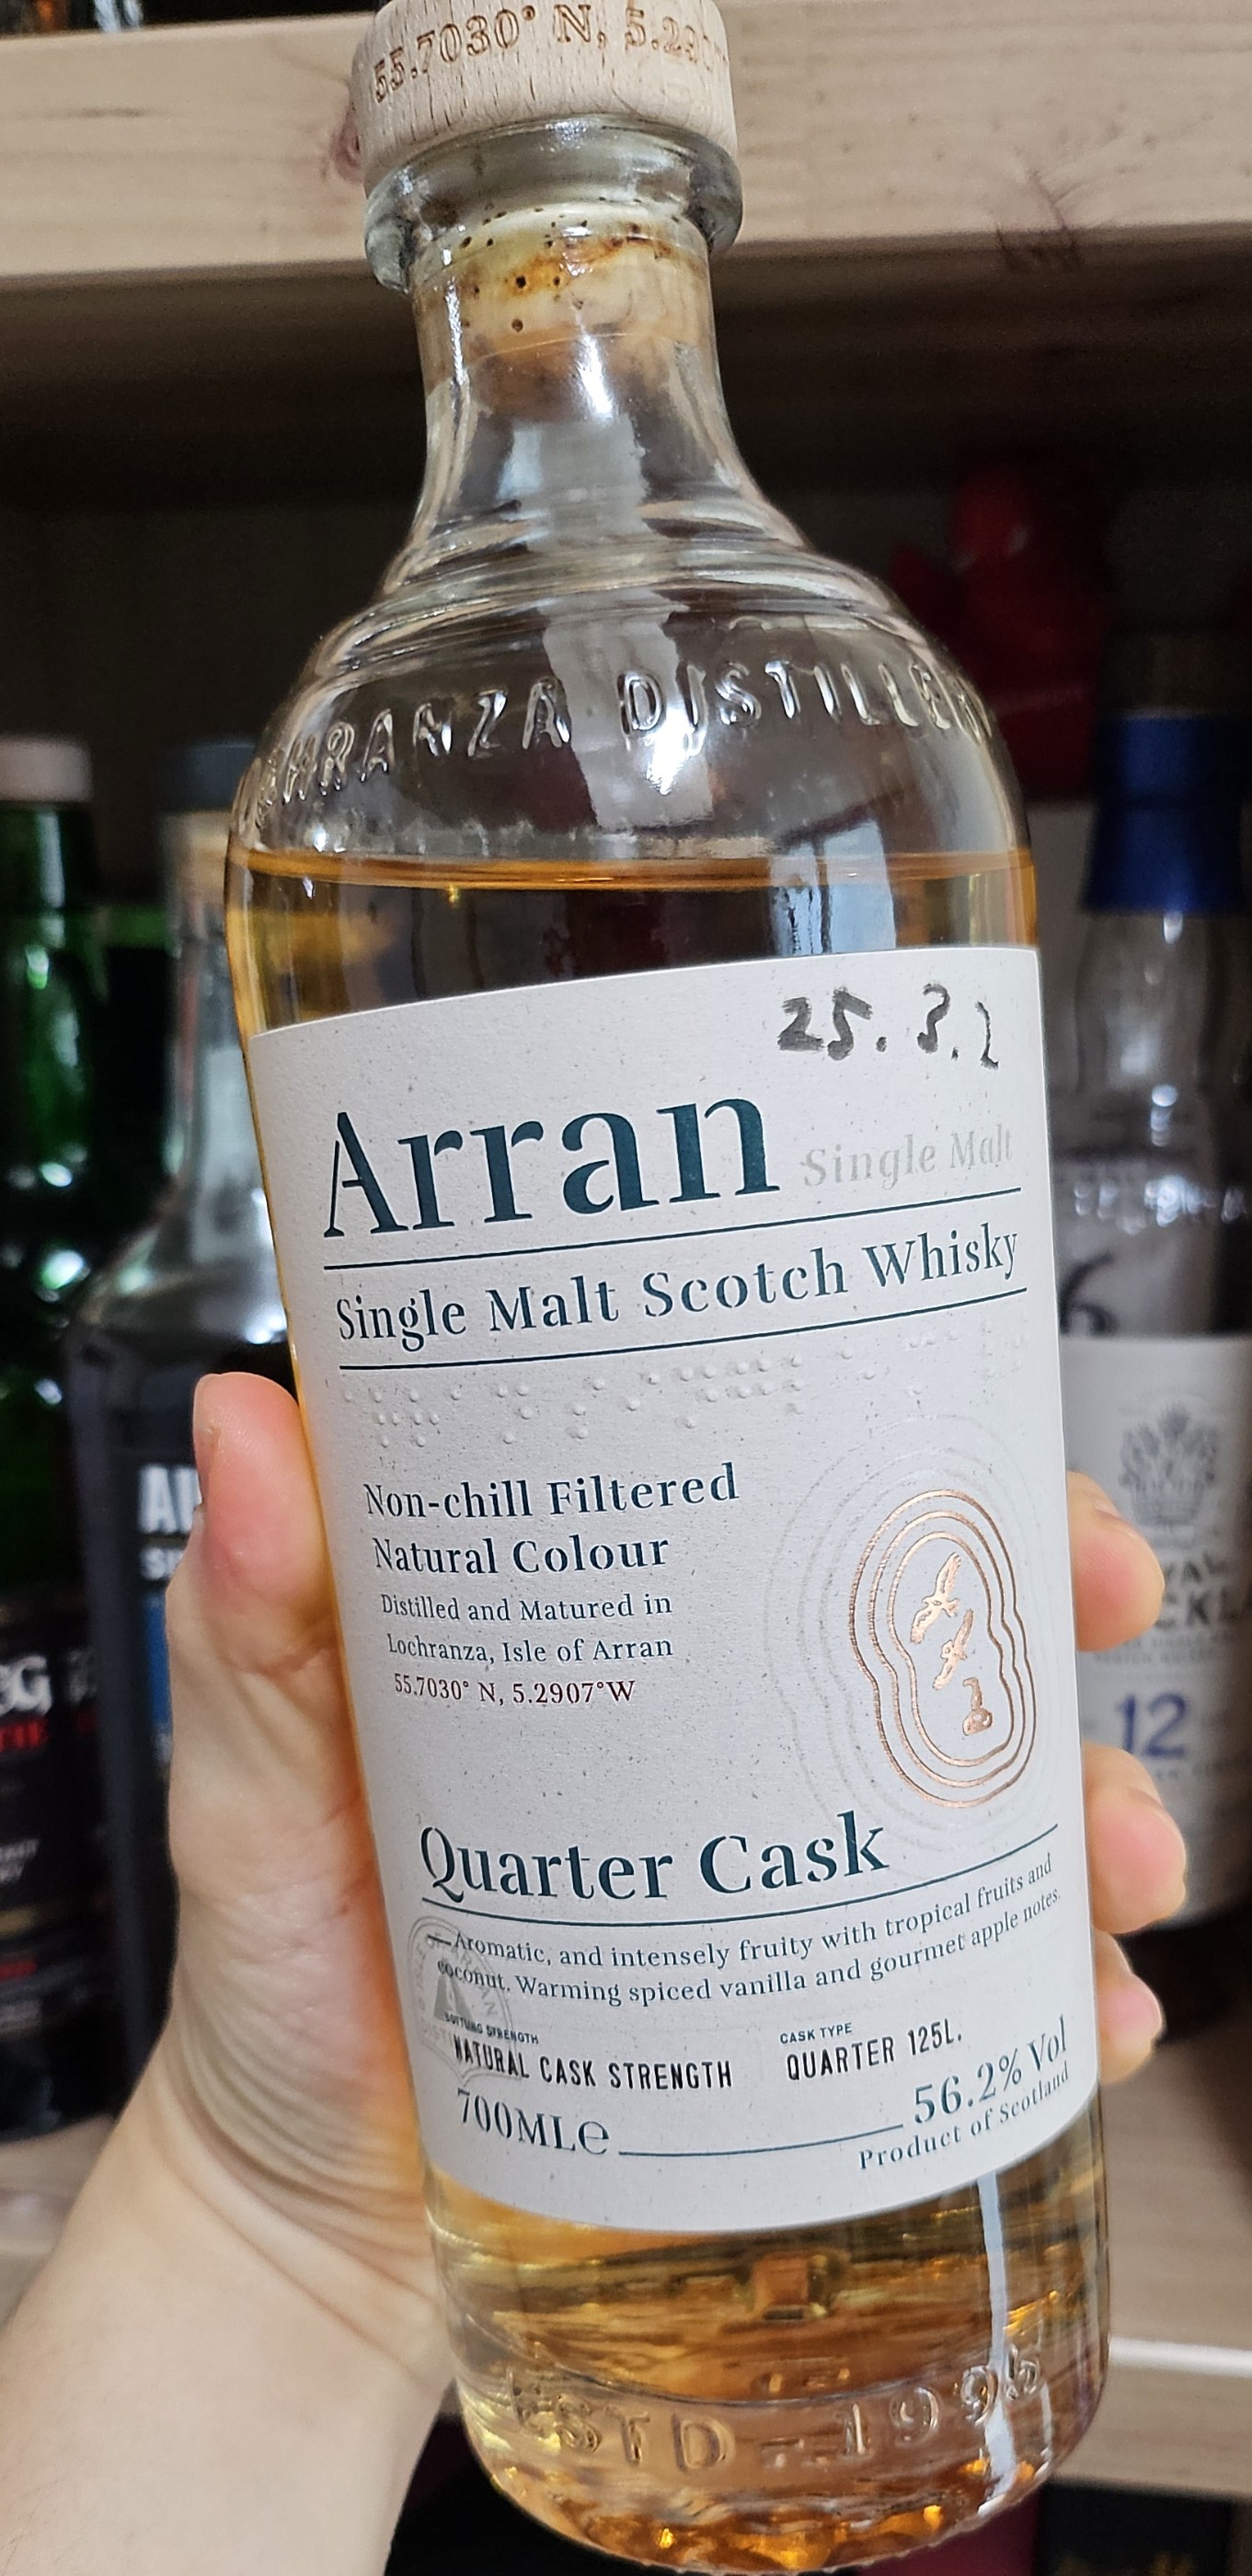 55.7030° N, 5.29
LOCHRANZA DISTILLERY
25. 3. 2
Arran Single Malt
Single Malt Scotch Whisky
Non-chill Filtered
Natural Colour
Distilled and Matured in
Lochranza, Isle of Arran
55.7030° N, 5.2907°W
Quarter Cask
Aromatic, and intensely fruity with tropical fruits and
coconut. Warming spiced vanilla and gourmet apple notes.
BOTTLING STRENGTH
NATURAL CASK STRENGTH
CASK TYPE
QUARTER 125L.
700MLe
56.2% Vol
Product of Scotland
ESTD - 1995
12